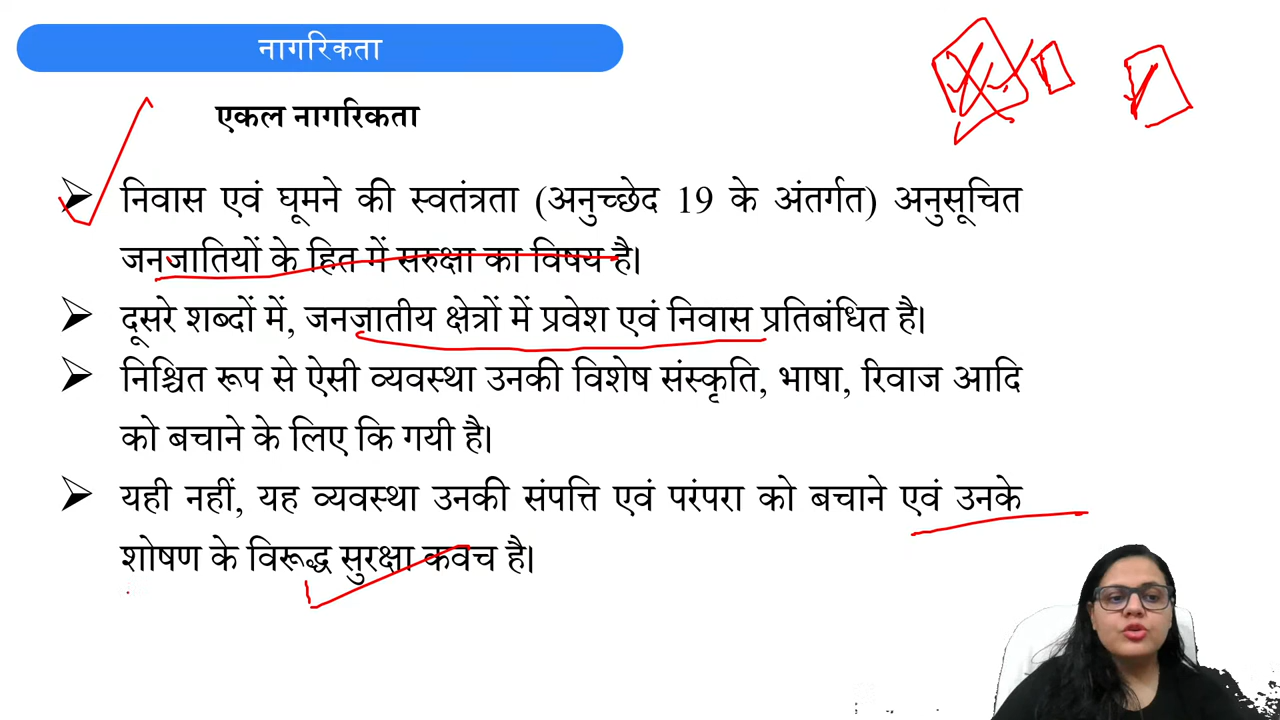 नागरिकता
एकल नागरिकता
➢ निवास एवं घूमने की स्वतंत्रता (अनुच्छेद 19 के अंतर्गत) अनुसूचित
जनजातियों के हित में सरुक्षा का विषय है।
➢ दूसरे शब्दों में, जनजातीय क्षेत्रों में प्रवेश एवं निवास प्रतिबंधित है।
➢ निश्चित रूप से ऐसी व्यवस्था उनकी विशेष संस्कृति, भाषा, रिवाज आदि
को बचाने के लिए कि गयी है।
➢ यही नहीं, यह व्यवस्था उनकी संपत्ति एवं परंपरा को बचाने एवं उनके
शोषण के विरूद्ध सुरक्षा कवच है।